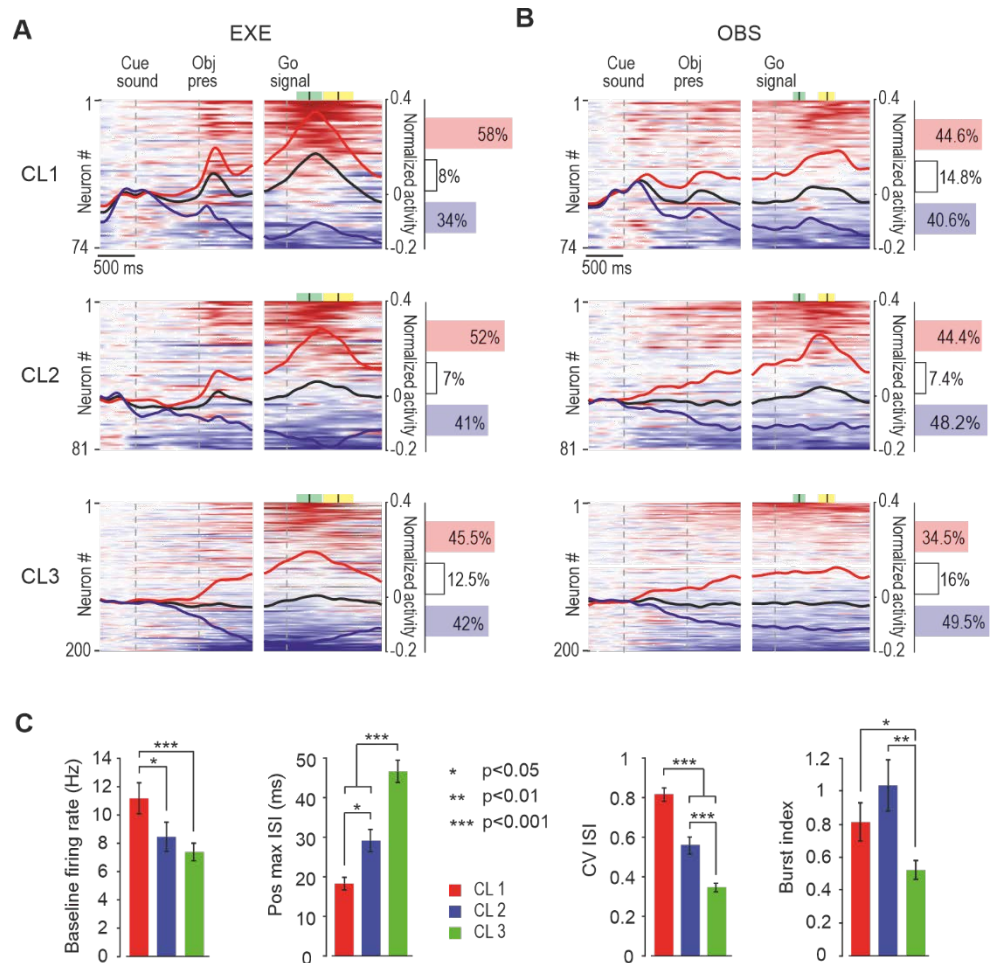 A
EXE
B
OBS
Cue sound
Obj pres
Go signal
Cue sound
Obj pres
Go signal
CL1
Neuron #
1
74
500 ms
0.4
0
-0.2
Normalized activity
58%
8%
34%
1
74
Neuron #
500 ms
0.4
0
-0.2
Normalized activity
44.6%
14.8%
40.6%
CL2
Neuron #
1
81
0.4
0
-0.2
Normalized activity
52%
7%
41%
1
81
Neuron #
0.4
0
-0.2
Normalized activity
44.4%
7.4%
48.2%
CL3
Neuron #
1
200
0.4
0
-0.2
Normalized activity
45.5%
12.5%
42%
1
200
Neuron #
0.4
0
-0.2
Normalized activity
34.5%
16%
49.5%
C
Baseline firing rate (Hz)
14
12
10
8
6
4
2
0
***
*
Pos max ISI (ms)
50
40
30
20
10
0
***
*
* p<0.05
** p<0.01
*** p<0.001
CL 1
CL 2
CL 3
CV ISI
1
0.8
0.6
0.4
0.2
0
***
***
Burst index
1.2
1
0.8
0.6
0.4
0.2
0
*
**